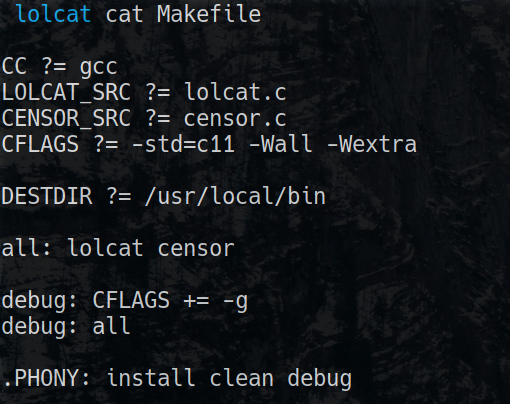 lolcat cat Makefile
CC ?= gcc
LOLCAT_SRC ?= lolcat.c
CENSOR_SRC ?= censor.c
CFLAGS ?= -std=c11 -Wall -Wextra
DESTDIR ?= /usr/local/bin
all: lolcat censor
debug: CFLAGS += -g
debug: all
.PHONY: install clean debug